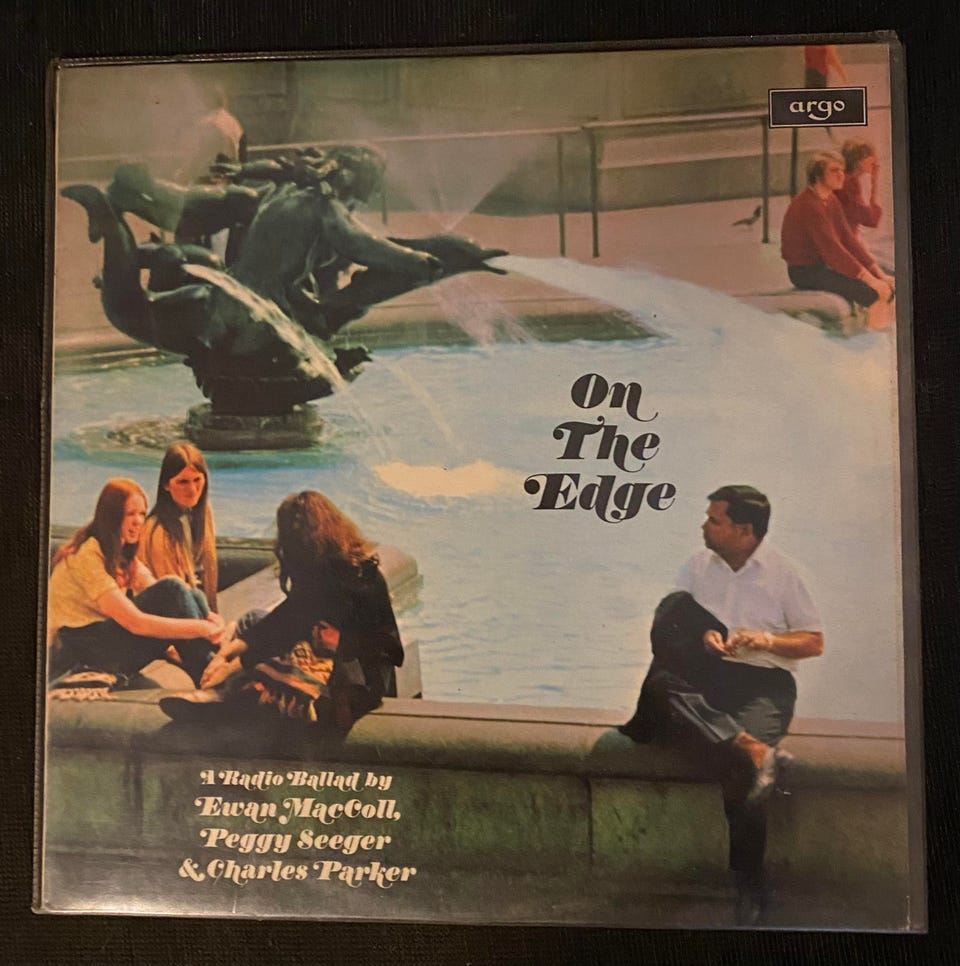 argo
On
The
Edge
A Radio Ballad by
Ewan MacColl,
Peggy Seeger
& Charles Parker